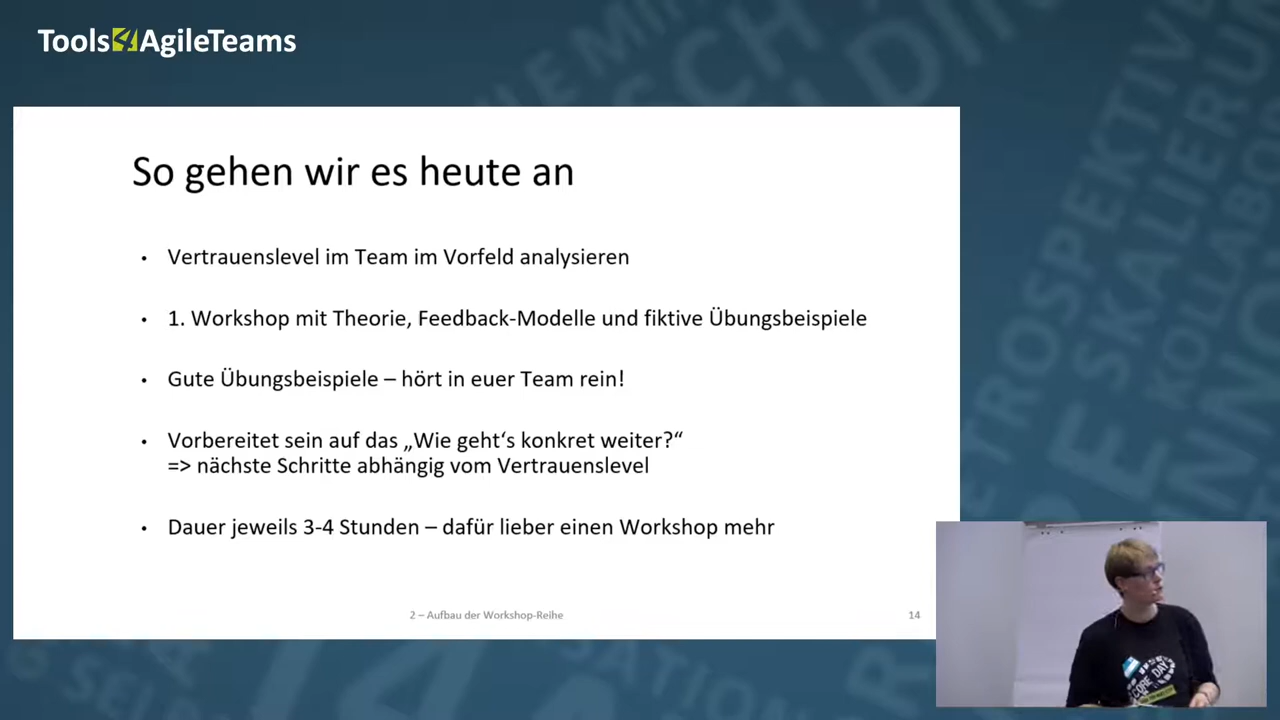 Tools4AgileTeams
So gehen wir es heute an
• Vertrauenslevel im Team im Vorfeld analysieren
• 1. Workshop mit Theorie, Feedback-Modelle und fiktive Übungsbeispiele
• Gute Übungsbeispiele – hört in euer Team rein!
• Vorbereitet sein auf das „Wie geht‘s konkret weiter?“
=> nächste Schritte abhängig vom Vertrauenslevel
• Dauer jeweils 3-4 Stunden – dafür lieber einen Workshop mehr
2 – Aufbau der Workshop-Reihe
14
CORE DAY